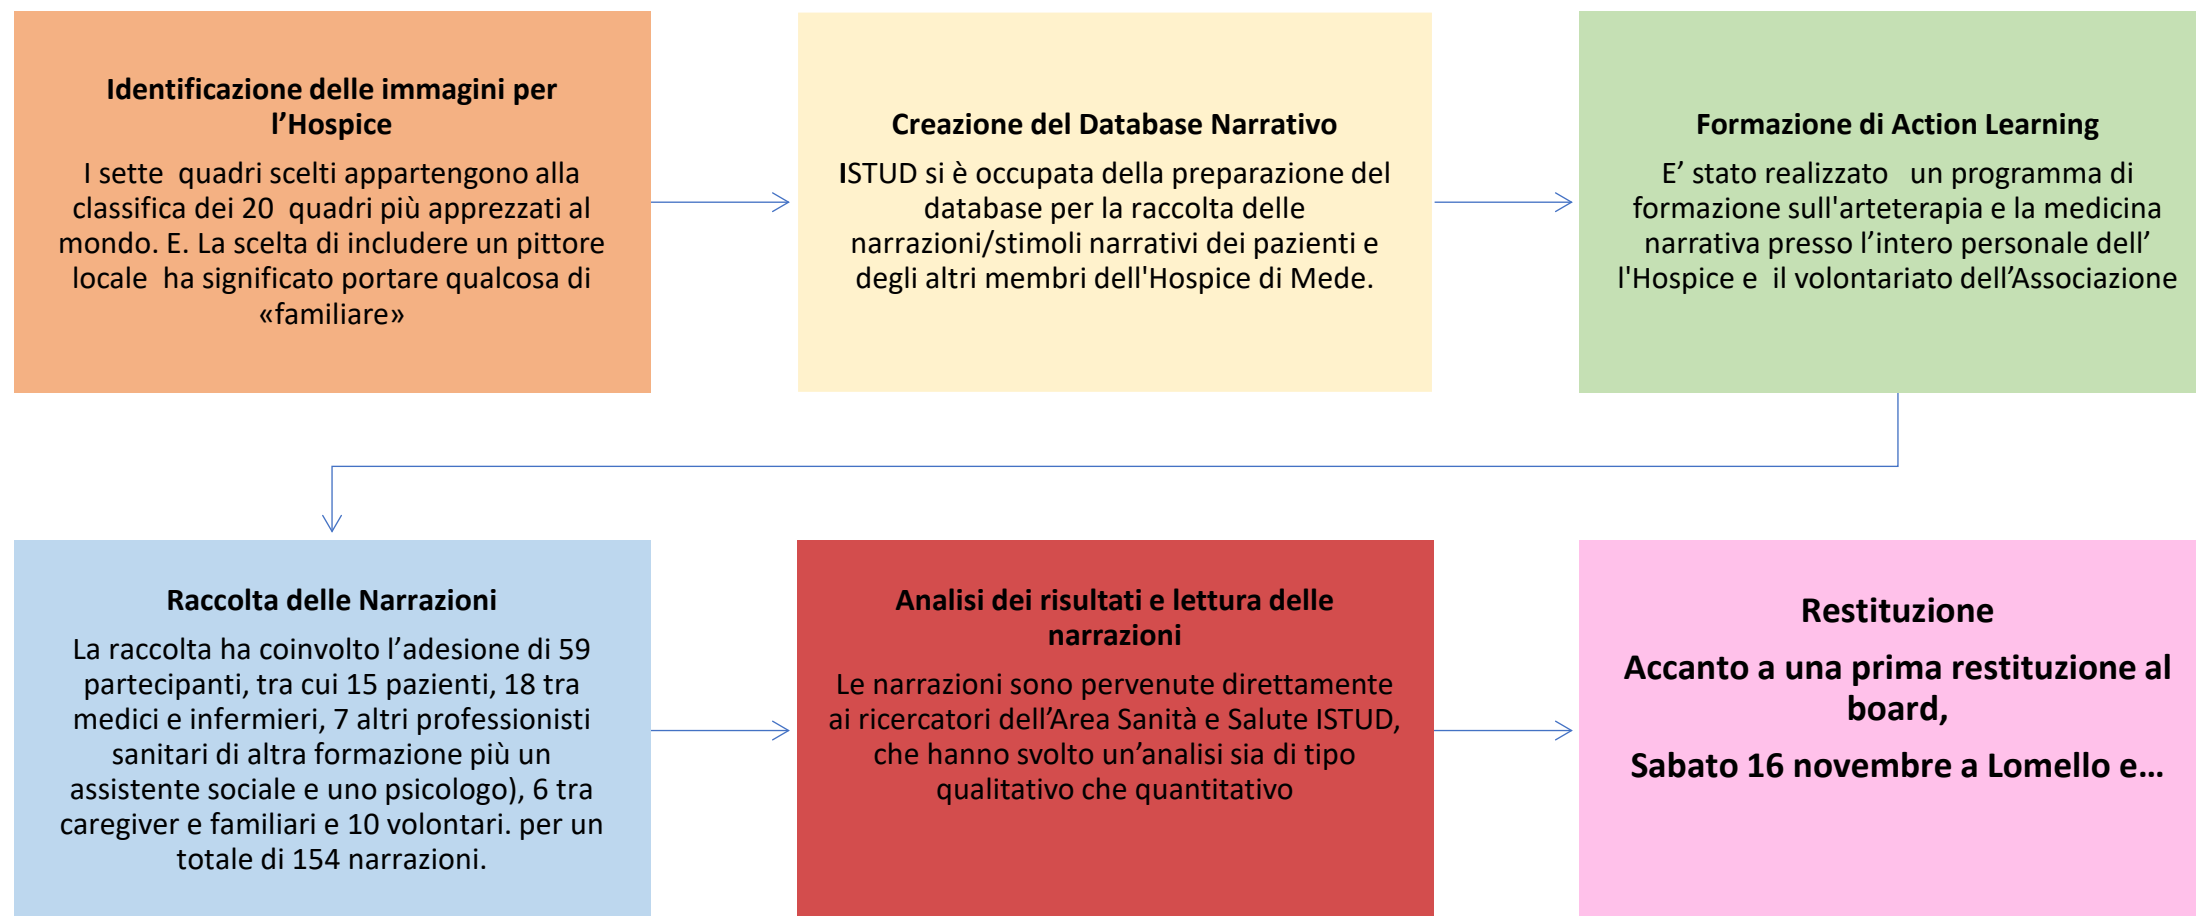 Identificazione delle immagini per
l’Hospice
I sette quadri scelti appartengono alla
classifica dei 20 quadri più apprezzati al
mondo. E. La scelta di includere un pittore
locale ha significato portare qualcosa di
«familiare»
Creazione del Database Narrativo
ISTUD si è occupata della preparazione del
database per la raccolta delle
narrazioni/stimoli narrativi dei pazienti e
degli altri membri dell'Hospice di Mede.
Formazione di Action Learning
E’ stato realizzato un programma di
formazione sull'arteterapia e la medicina
narrativa presso l’intero personale dell’
l'Hospice e il volontariato dell’Associazione
Raccolta delle Narrazioni
La raccolta ha coinvolto l’adesione di 59
partecipanti, tra cui 15 pazienti, 18 tra
medici e infermieri, 7 altri professionisti
sanitari di altra formazione più un
assistente sociale e uno psicologo), 6 tra
caregiver e familiari e 10 volontari. per un
totale di 154 narrazioni.
Analisi dei risultati e lettura delle
narrazioni
Le narrazioni sono pervenute direttamente
ai ricercatori dell’Area Sanità e Salute ISTUD,
che hanno svolto un’analisi sia di tipo
qualitativo che quantitativo
Restituzione
Accanto a una prima restituzione al
board,
Sabato 16 novembre a Lomello e…